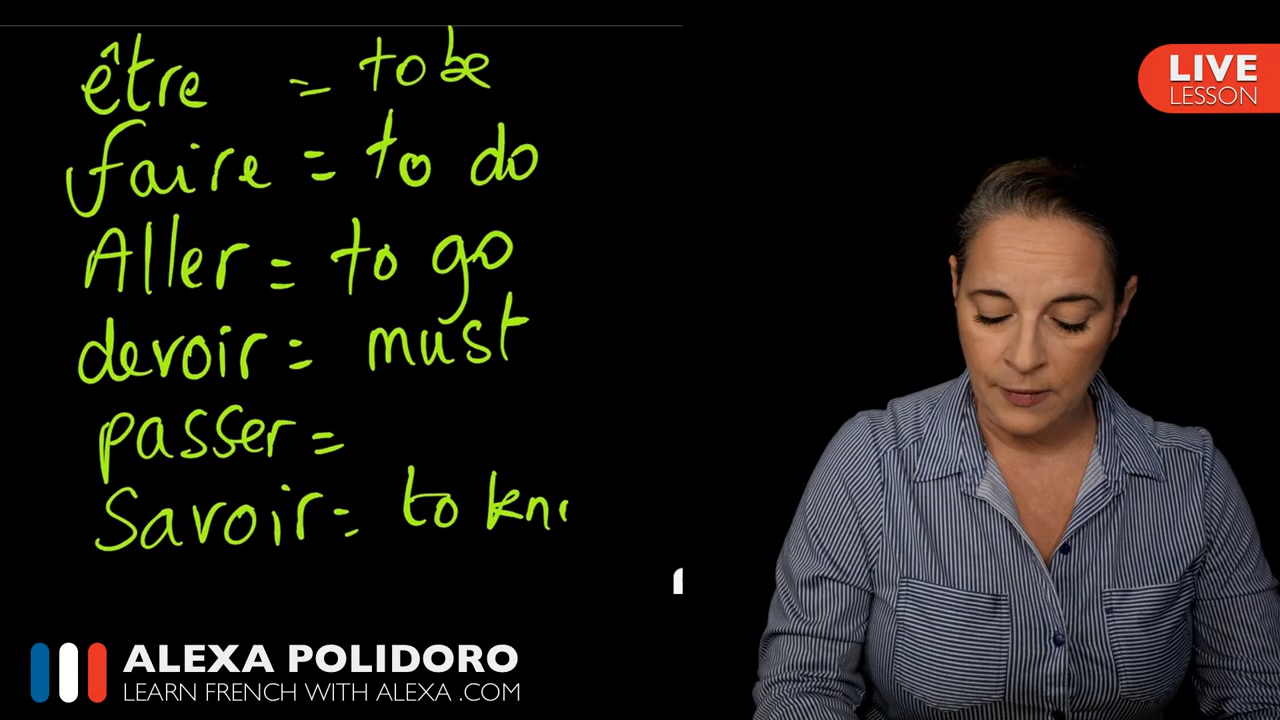 être = to be
faire = to do
Aller = to go
devoir = must
passer =
Savoir = to kn
LIVE
LESSON
ALEXA POLIDORO
LEARN FRENCH WITH ALEXA .COM